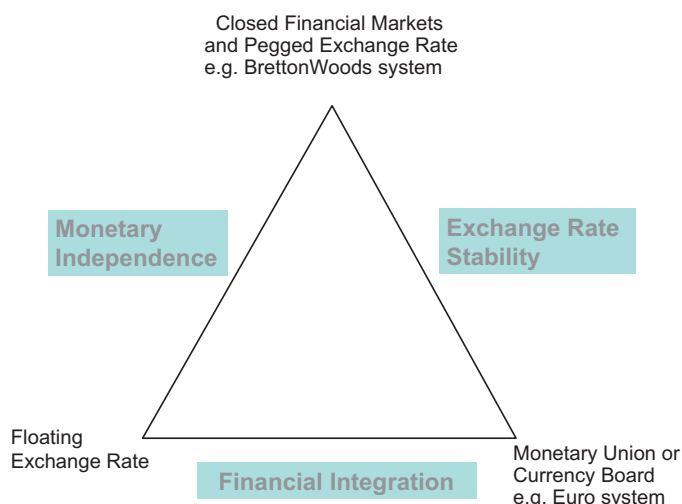 Closed Financial Markets
and Pegged Exchange Rate
e.g. BrettonWoods system
Monetary
Independence
Exchange Rate
Stability
Floating
Exchange Rate
Financial Integration
Monetary Union or
Currency Board
e.g. Euro system